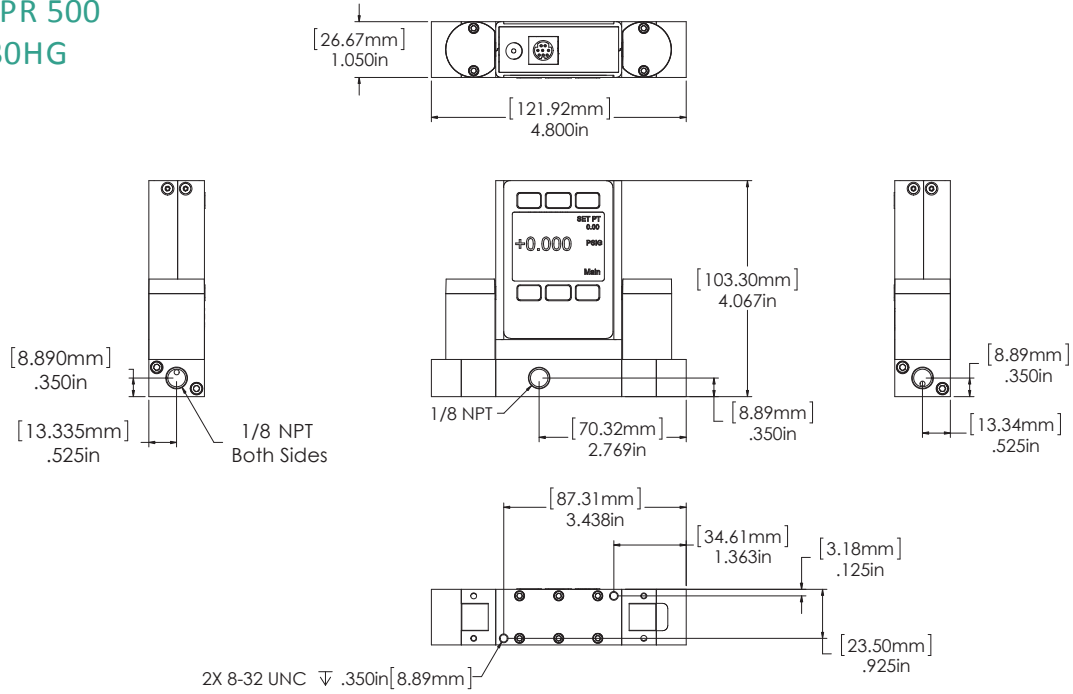 PR 500
30HG
[26.67mm]
1.050in
[121.92mm]
4.800in
SET PT
0.00
+0.000 PSIG
Main
[103.30mm]
4.067in
[8.890mm]
.350in
[13.335mm]
.525in
1/8 NPT
Both Sides
1/8 NPT
[70.32mm]
2.769in
[8.89mm]
.350in
[8.89mm]
.350in
[13.34mm]
.525in
[87.31mm]
3.438in
[34.61mm]
1.363in
[3.18mm]
.125in
[23.50mm]
.925in
2X 8-32 UNC ↧ .350in[8.89mm]